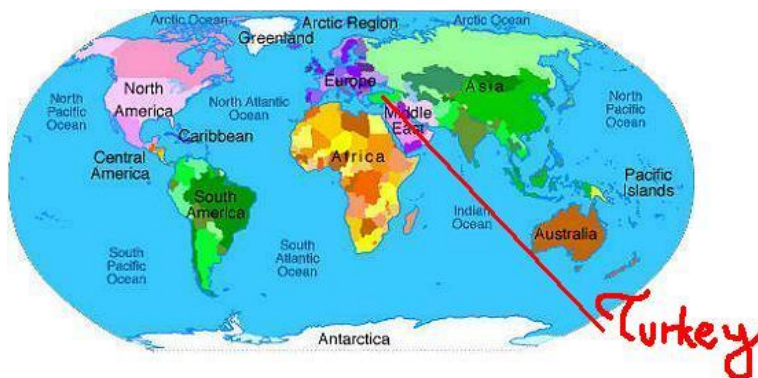 Arctic Ocean
Arctic Region
Arctic Ocean
Greenland
North
America
Europe
Asia
North
Pacific
Ocean
North Atlantic
Ocean
Middle
East
North
Pacific
Ocean
Caribbean
Central
America
Africa
Pacific
Islands
South
America
Indian
Ocean
Australia
South
Pacific
Ocean
South
Atlantic
Ocean
Antarctica
Turkey